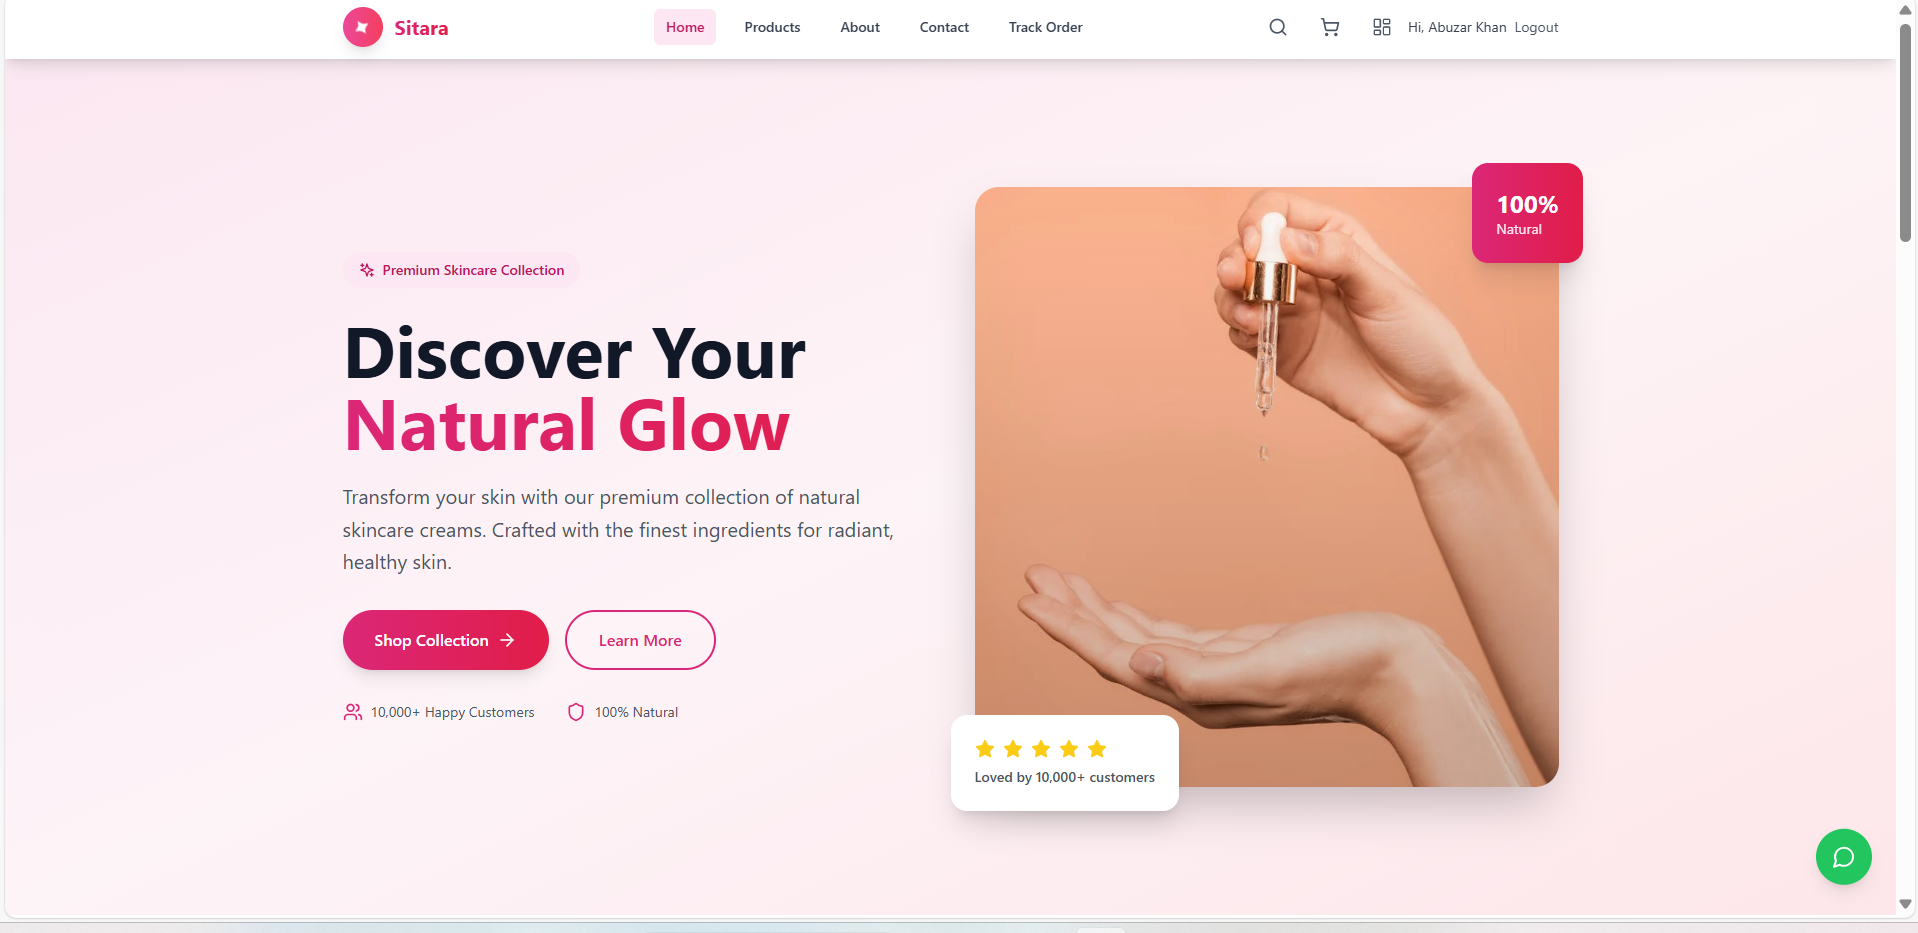 Sitara
Home
Products
About
Contact
Track Order
Hi, Abuzar Khan
Logout
Premium Skincare Collection
Discover Your
Natural Glow
Transform your skin with our premium collection of natural
skincare creams. Crafted with the finest ingredients for radiant,
healthy skin.
Shop Collection
Learn More
10,000+ Happy Customers
100% Natural
100%
Natural
Loved by 10,000+ customers